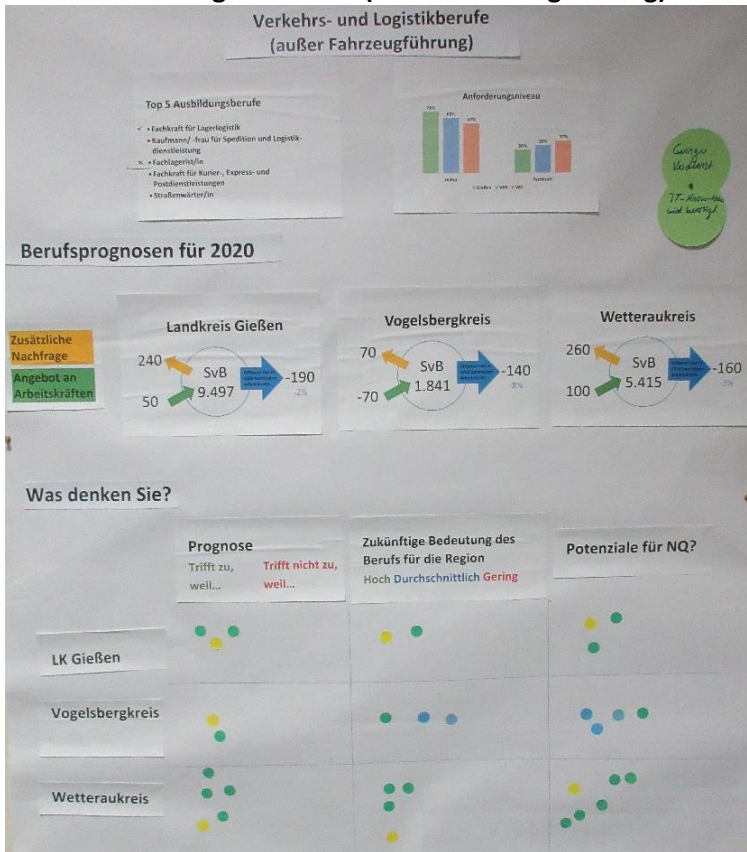 Verkehrs- und Logistikberufe
(außer Fahrzeugführung)
Top 5 Ausbildungsberufe
• Fachkraft für Lagerlogistik
• Kaufmann/ -frau für Spedition und Logistik-
dienstleistung
• Fachlagerist/in
• Fachkraft für Kurier-, Express- und
Postdienstleistungen
• Straßenwärter/in
Anforderungsniveau
Helfer
Fachkraft
Berufsprognosen für 2020
Zusätzliche
Nachfrage
Angebot an
Arbeitskräften
Landkreis Gießen
240
50
SvB
9.497
-190
-2%
Vogelsbergkreis
70
-70
SvB
1.841
-140
-8%
Wetteraukreis
260
100
SvB
5.415
-160
Was denken Sie?
Prognose
Trifft zu,
weil...
Trifft nicht zu,
weil...
Zukünftige Bedeutung des
Berufs für die Region
Hoch Durchschnittlich Gering
Potenziale für NQ?
LK Gießen
Vogelsbergkreis
Wetteraukreis